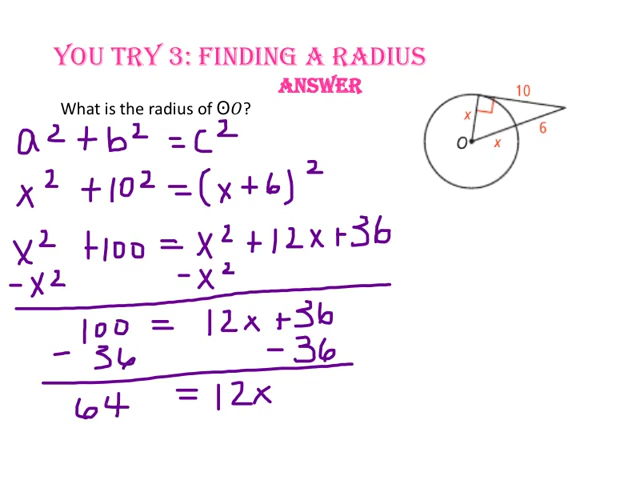 YOU TRY 3: FINDING A RADIUS
ANSWER
What is the radius of ʘO?
a² + b² = c²
x² + 10² = (x + 6)²
x² + 100 = x² + 12x + 36
- x² - x²
100 = 12x + 36
- 36 - 36
64 = 12x
10
x
6
O
x